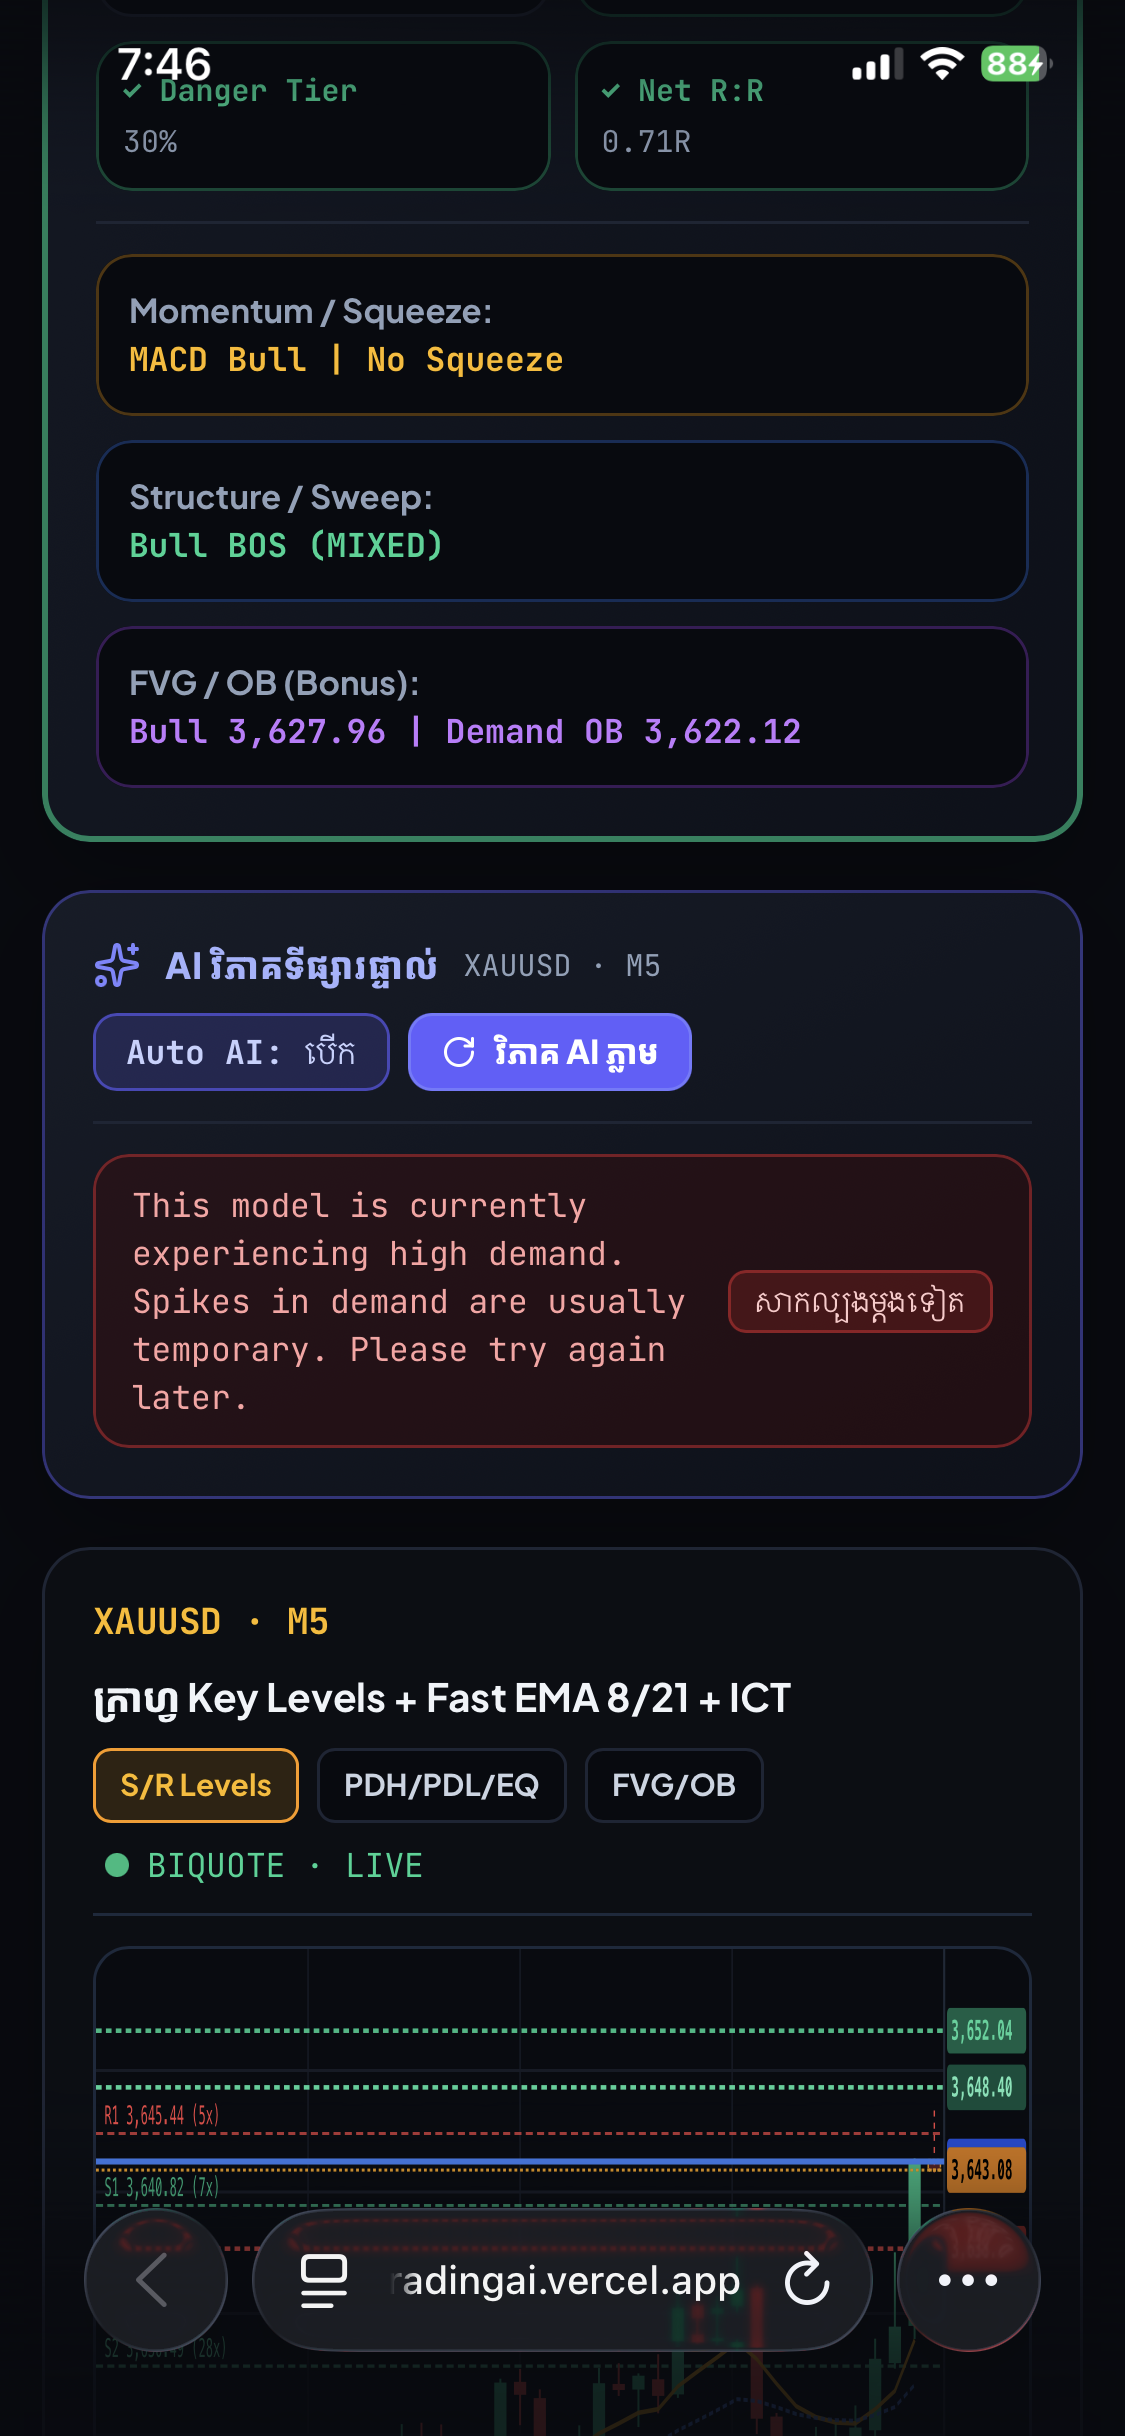 7:46
88
✓ Danger Tier
30%
✓ Net R:R
0.71R
Momentum / Squeeze:
MACD Bull | No Squeeze
Structure / Sweep:
Bull BOS (MIXED)
FVG / OB (Bonus):
Bull 3,627.96 | Demand OB 3,622.12
AI វិភាគទីផ្សារផ្ទាល់ XAUUSD · M5
Auto AI: បើក
វិភាគ AI ភ្លាម
This model is currently
experiencing high demand.
Spikes in demand are usually
temporary. Please try again
later.
សាកល្បងម្តងទៀត
XAUUSD · M5
ក្រាហ្វ Key Levels + Fast EMA 8/21 + ICT
S/R Levels
PDH/PDL/EQ
FVG/OB
BIQUOTE · LIVE
3,652.04
3,648.40
R1 3,645.44 (5x)
3,643.08
S1 3,640.82 (7x)
radingai.vercel.app